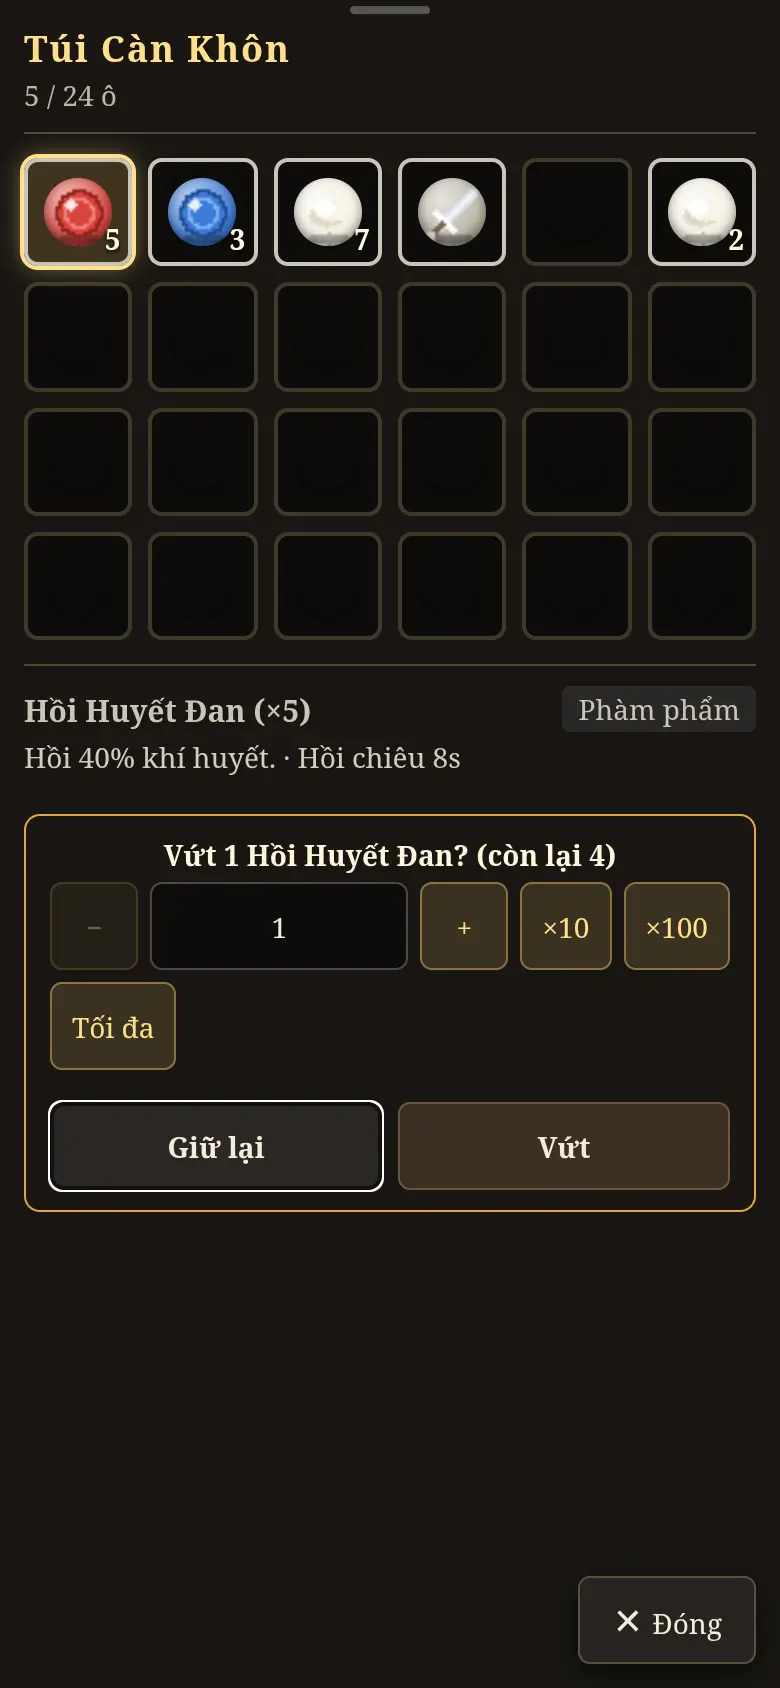 Túi Càn Khôn
5 / 24 ô
5 3 7 2
Hồi Huyết Đan (×5) Phàm phẩm
Hồi 40% khí huyết. · Hồi chiêu 8s
Vứt 1 Hồi Huyết Đan? (còn lại 4)
− 1 + ×10 ×100
Tối đa
Giữ lại Vứt
✕ Đóng